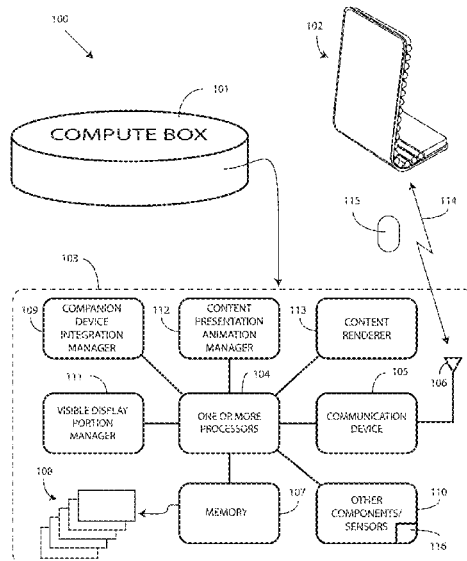 100
102
101
COMPUTE BOX
115
114
103
109
COMPANION
DEVICE
INTEGRATION
MANAGER
112
CONTENT
PRESENTATION
ANIMATION
MANAGER
113
CONTENT
RENDERER
104
105
106
111
VISIBLE DISPLAY
PORTION
MANAGER
ONE OR MORE
PROCESSORS
COMMUNICATION
DEVICE
108
107
110
MEMORY
OTHER
COMPONENTS/
SENSORS
116